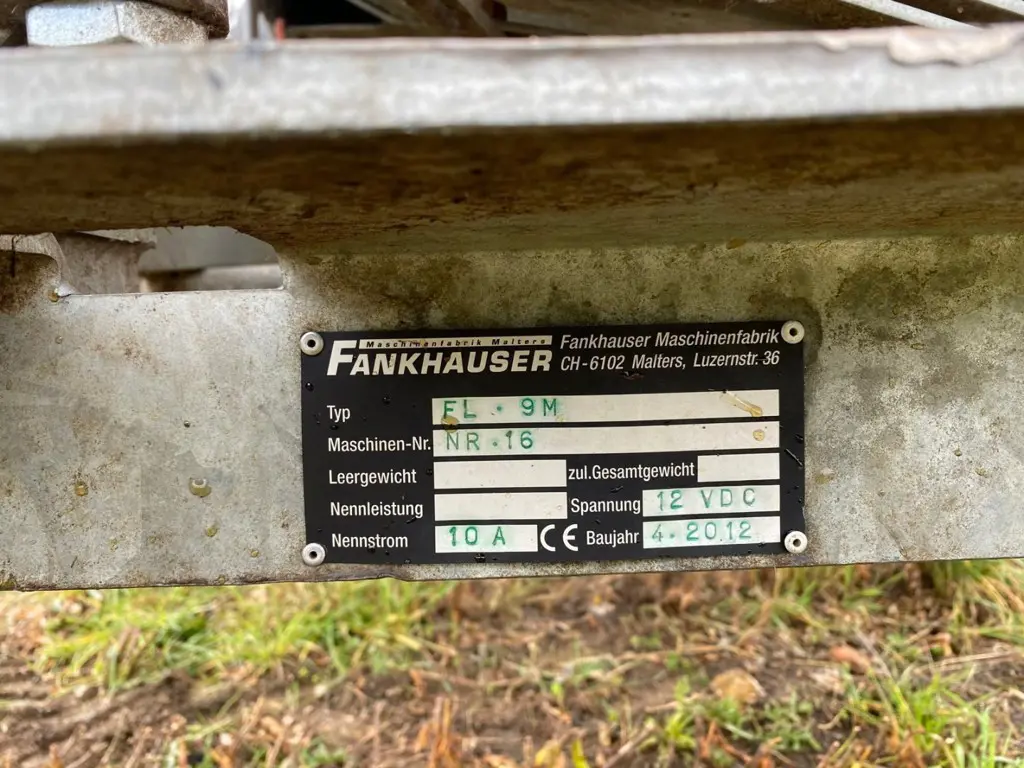 Maschinenfabrik Malters
FANKHAUSER
Fankhauser Maschinenfabrik
CH-6102 Malters, Luzernstr. 36
Typ FL . 9M
Maschinen-Nr. NR . 16
Leergewicht zul.Gesamtgewicht
Nennleistung Spannung 12 VDC
Nennstrom 10 A CE Baujahr 4.2012